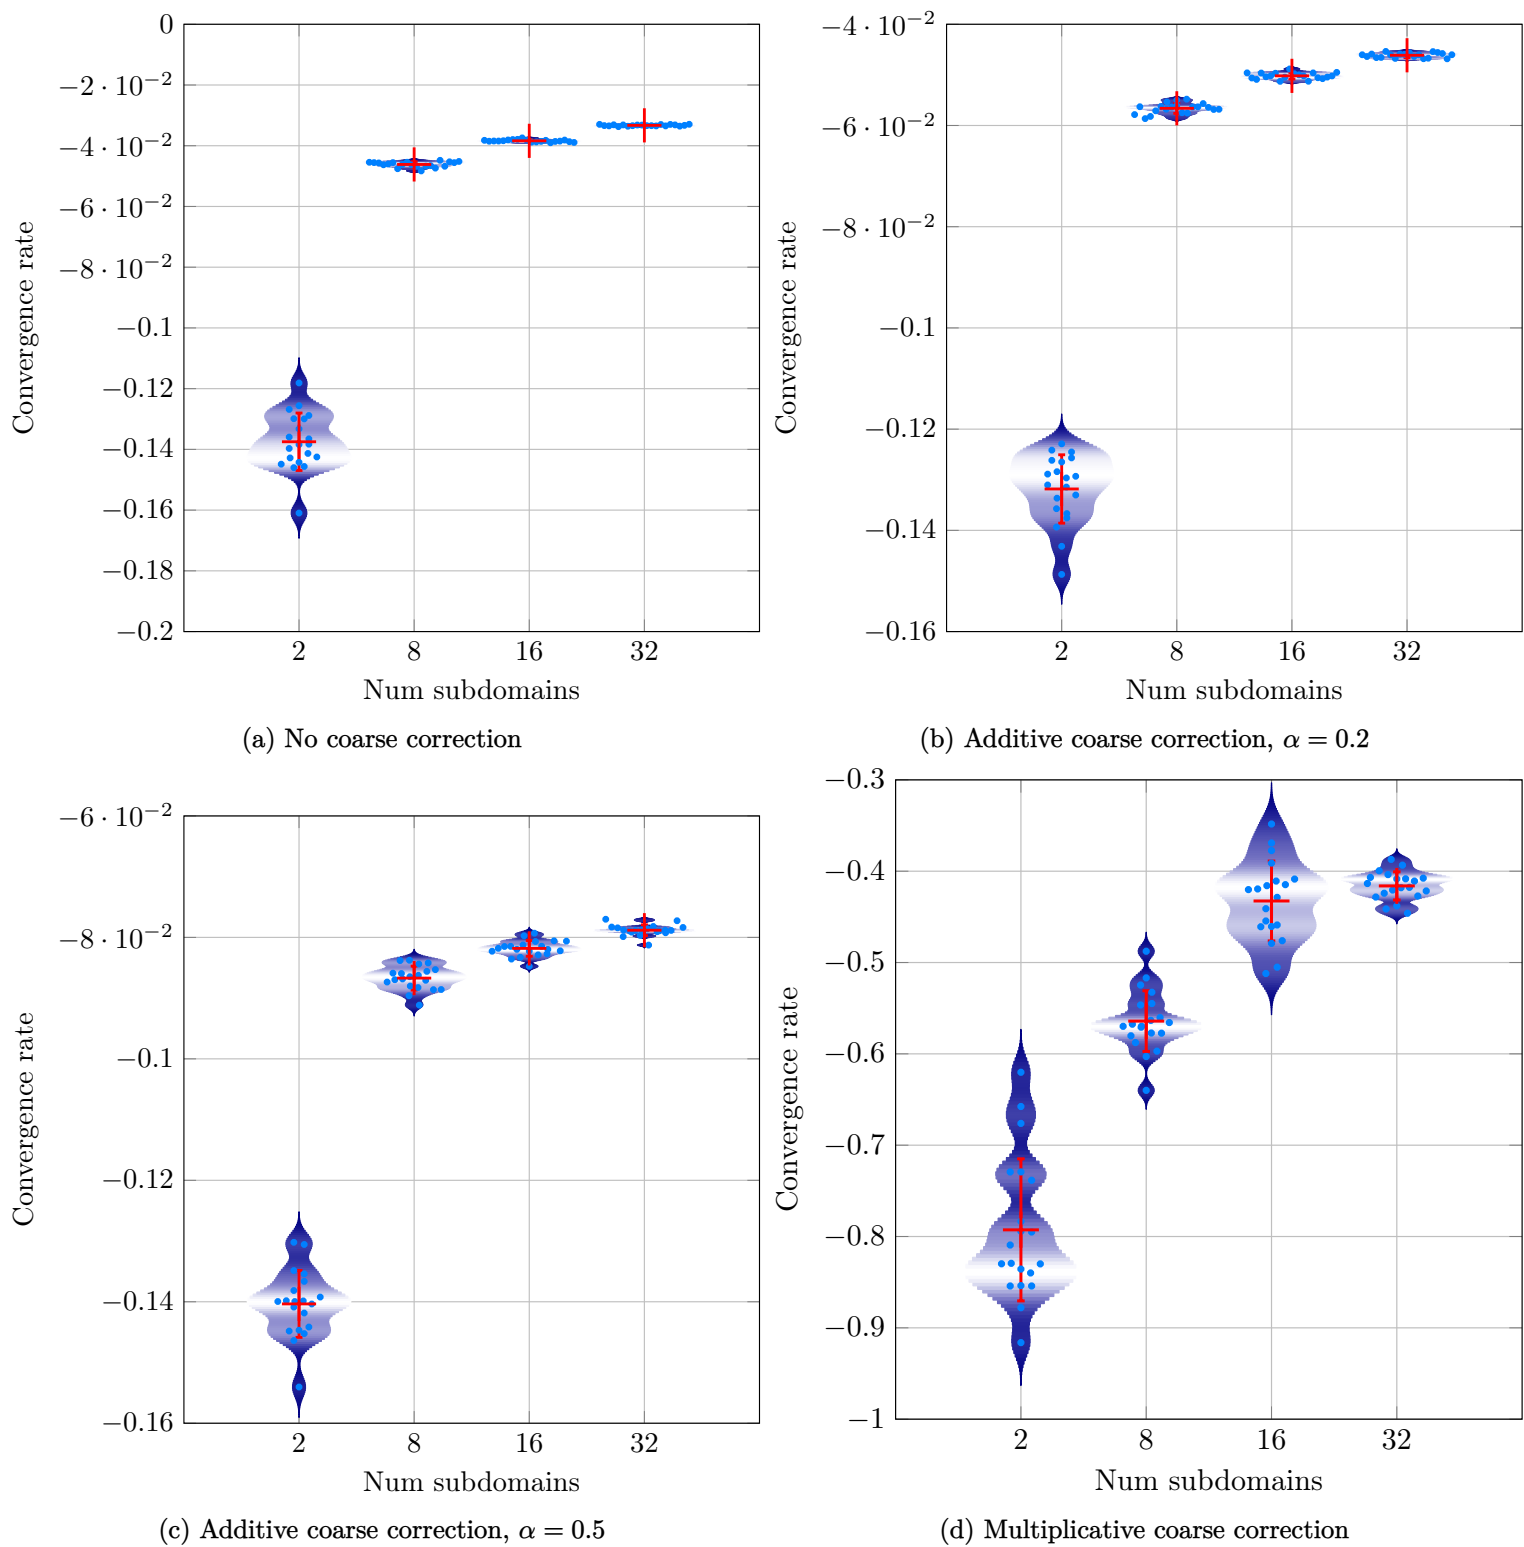 0
−2 · 10−2
−4 · 10−2
−6 · 10−2
−8 · 10−2
−0.1
−0.12
−0.14
−0.16
−0.18
−0.2
Convergence rate
2 8 16 32
Num subdomains
(a) No coarse correction
−4 · 10−2
−6 · 10−2
−8 · 10−2
−0.1
−0.12
−0.14
−0.16
Convergence rate
2 8 16 32
Num subdomains
(b) Additive coarse correction, α = 0.2
−6 · 10−2
−8 · 10−2
−0.1
−0.12
−0.14
−0.16
Convergence rate
2 8 16 32
Num subdomains
(c) Additive coarse correction, α = 0.5
−0.3
−0.4
−0.5
−0.6
−0.7
−0.8
−0.9
−1
Convergence rate
2 8 16 32
Num subdomains
(d) Multiplicative coarse correction